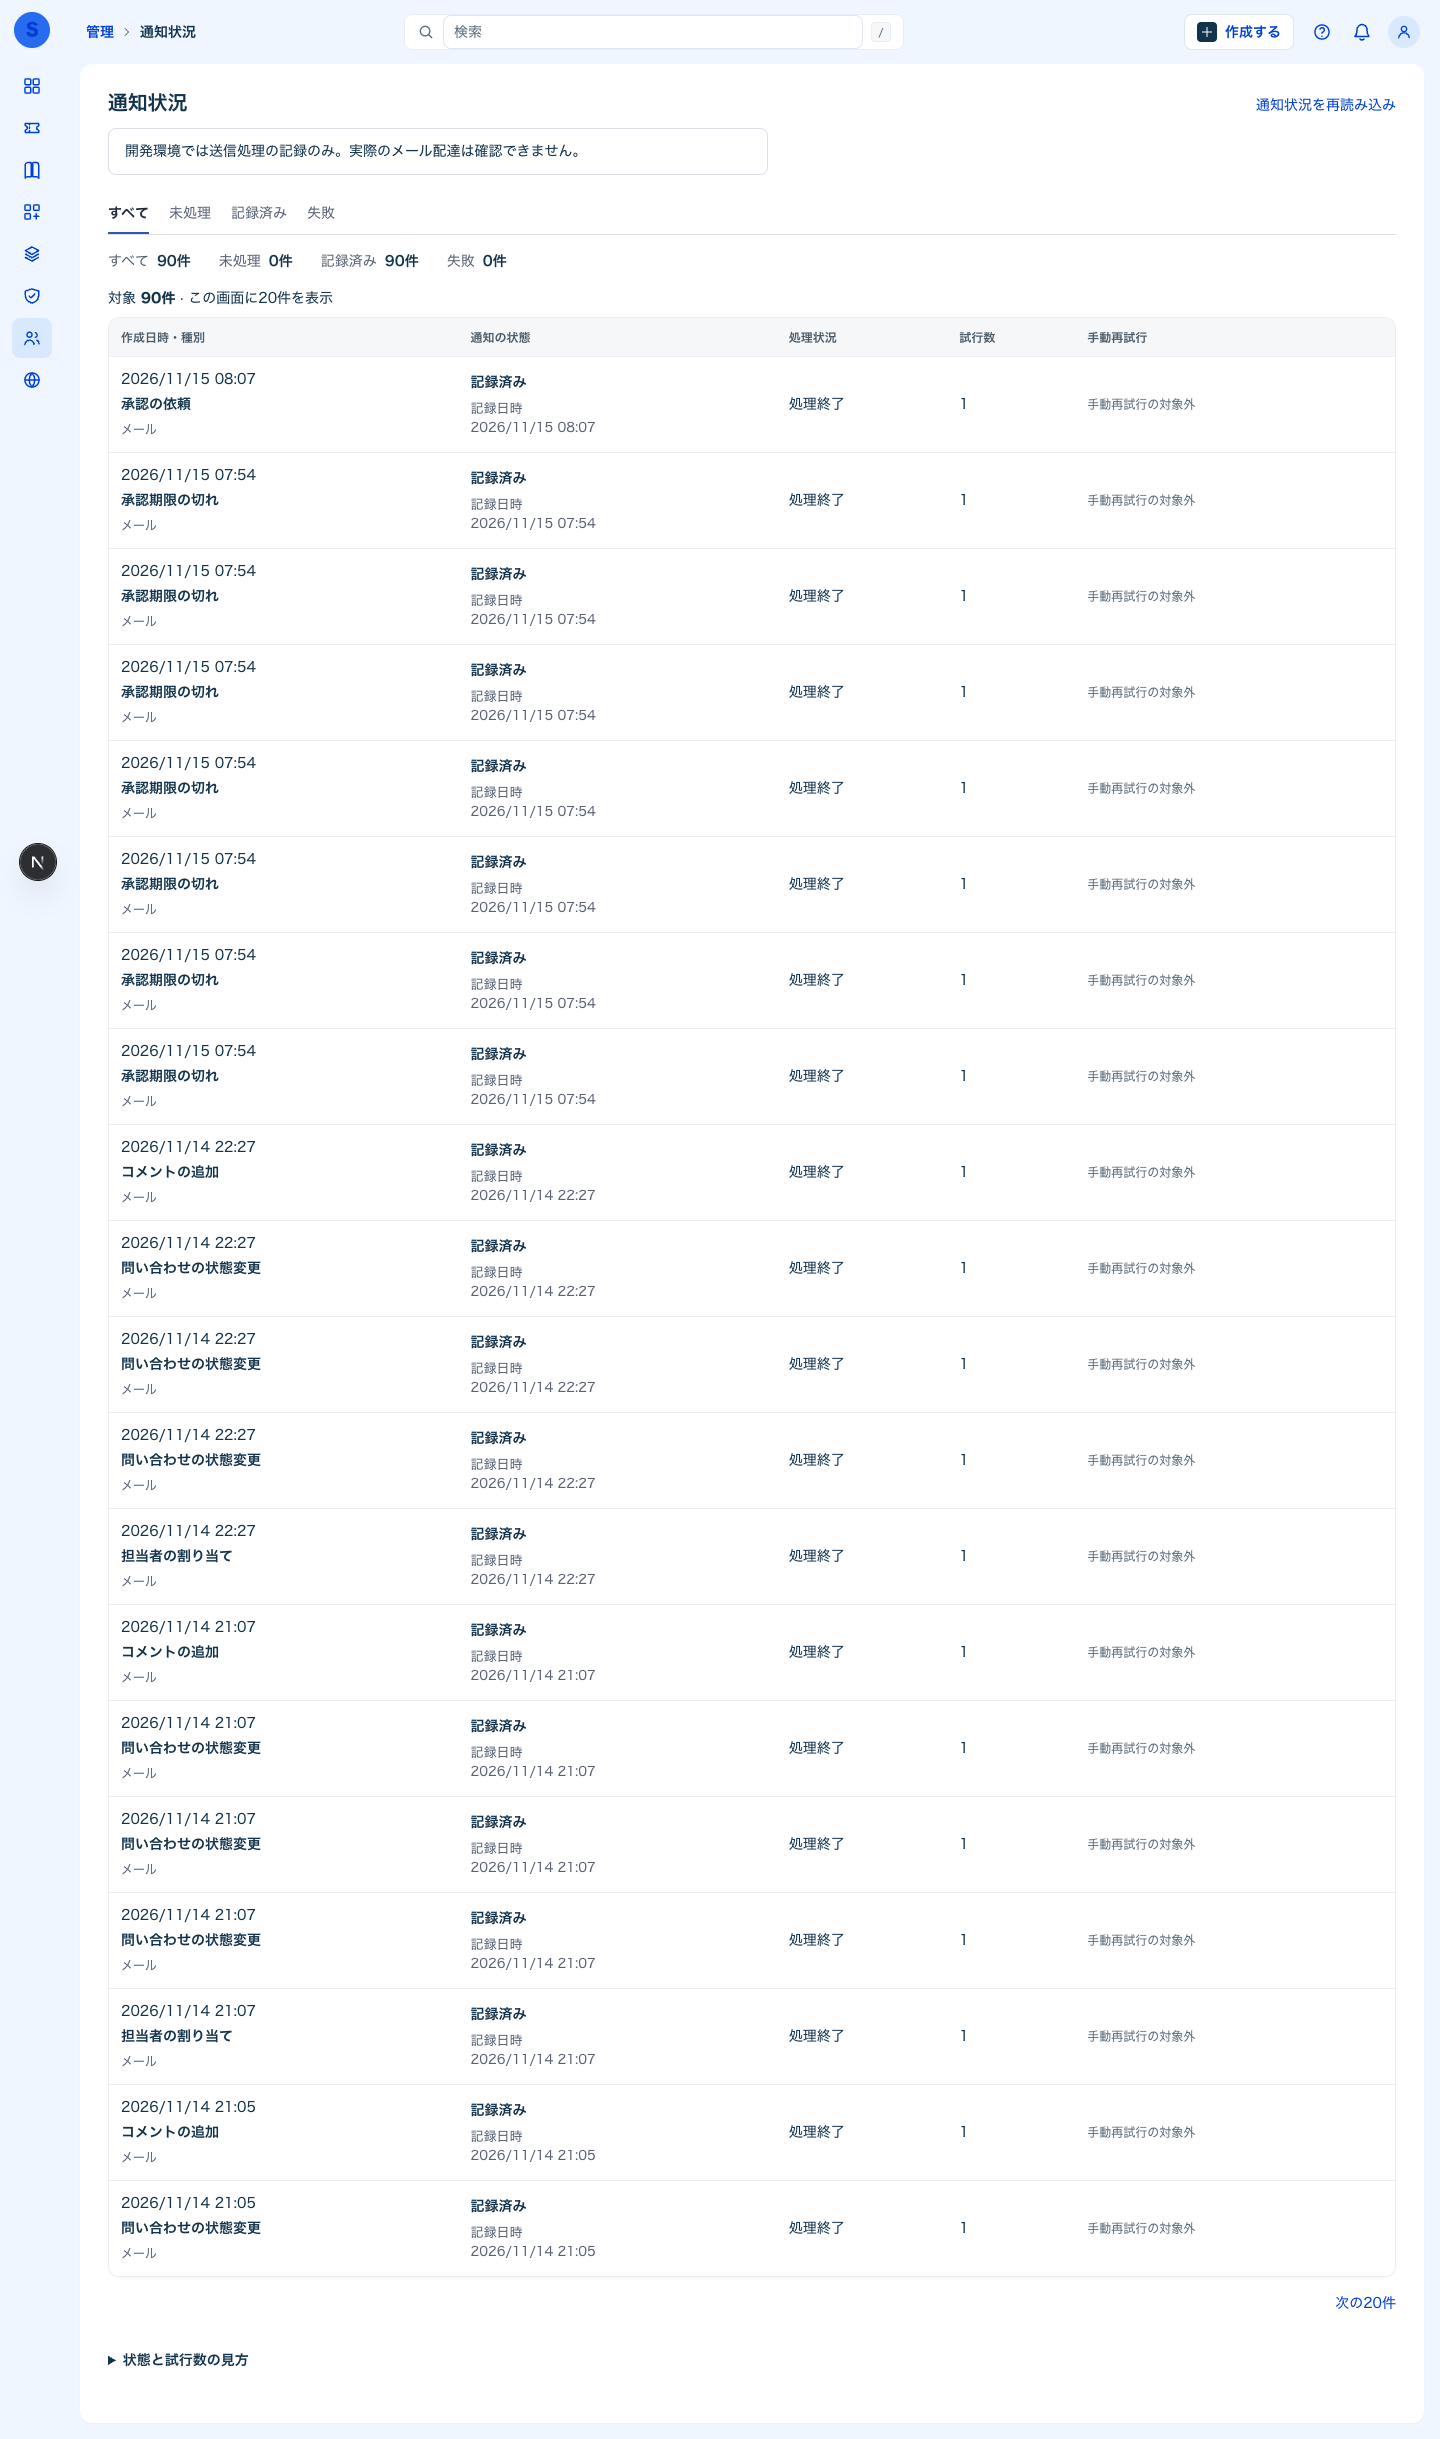 S
管理 > 通知状況
検索
/
作成する
通知状況
通知状況を再読み込み
開発環境では送信処理の記録のみ。実際のメール配達は確認できません。
すべて 未処理 記録済み 失敗
すべて 90件 未処理 0件 記録済み 90件 失敗 0件
対象 90件 · この画面に20件を表示
作成日時・種別 通知の状態 処理状況 試行数 手動再試行
2026/11/15 08:07
承認の依頼
メール
記録済み
記録日時
2026/11/15 08:07
処理終了
1
手動再試行の対象外
2026/11/15 07:54
承認期限の切れ
メール
記録済み
記録日時
2026/11/15 07:54
処理終了
1
手動再試行の対象外
2026/11/15 07:54
承認期限の切れ
メール
記録済み
記録日時
2026/11/15 07:54
処理終了
1
手動再試行の対象外
2026/11/15 07:54
承認期限の切れ
メール
記録済み
記録日時
2026/11/15 07:54
処理終了
1
手動再試行の対象外
2026/11/15 07:54
承認期限の切れ
メール
記録済み
記録日時
2026/11/15 07:54
処理終了
1
手動再試行の対象外
2026/11/15 07:54
承認期限の切れ
メール
記録済み
記録日時
2026/11/15 07:54
処理終了
1
手動再試行の対象外
2026/11/15 07:54
承認期限の切れ
メール
記録済み
記録日時
2026/11/15 07:54
処理終了
1
手動再試行の対象外
2026/11/15 07:54
承認期限の切れ
メール
記録済み
記録日時
2026/11/15 07:54
処理終了
1
手動再試行の対象外
2026/11/14 22:27
コメントの追加
メール
記録済み
記録日時
2026/11/14 22:27
処理終了
1
手動再試行の対象外
2026/11/14 22:27
問い合わせの状態変更
メール
記録済み
記録日時
2026/11/14 22:27
処理終了
1
手動再試行の対象外
2026/11/14 22:27
問い合わせの状態変更
メール
記録済み
記録日時
2026/11/14 22:27
処理終了
1
手動再試行の対象外
2026/11/14 22:27
問い合わせの状態変更
メール
記録済み
記録日時
2026/11/14 22:27
処理終了
1
手動再試行の対象外
2026/11/14 22:27
担当者の割り当て
メール
記録済み
記録日時
2026/11/14 22:27
処理終了
1
手動再試行の対象外
2026/11/14 21:07
コメントの追加
メール
記録済み
記録日時
2026/11/14 21:07
処理終了
1
手動再試行の対象外
2026/11/14 21:07
問い合わせの状態変更
メール
記録済み
記録日時
2026/11/14 21:07
処理終了
1
手動再試行の対象外
2026/11/14 21:07
問い合わせの状態変更
メール
記録済み
記録日時
2026/11/14 21:07
処理終了
1
手動再試行の対象外
2026/11/14 21:07
問い合わせの状態変更
メール
記録済み
記録日時
2026/11/14 21:07
処理終了
1
手動再試行の対象外
2026/11/14 21:07
担当者の割り当て
メール
記録済み
記録日時
2026/11/14 21:07
処理終了
1
手動再試行の対象外
2026/11/14 21:05
コメントの追加
メール
記録済み
記録日時
2026/11/14 21:05
処理終了
1
手動再試行の対象外
2026/11/14 21:05
問い合わせの状態変更
メール
記録済み
記録日時
2026/11/14 21:05
処理終了
1
手動再試行の対象外
N
次の20件
状態と試行数の見方